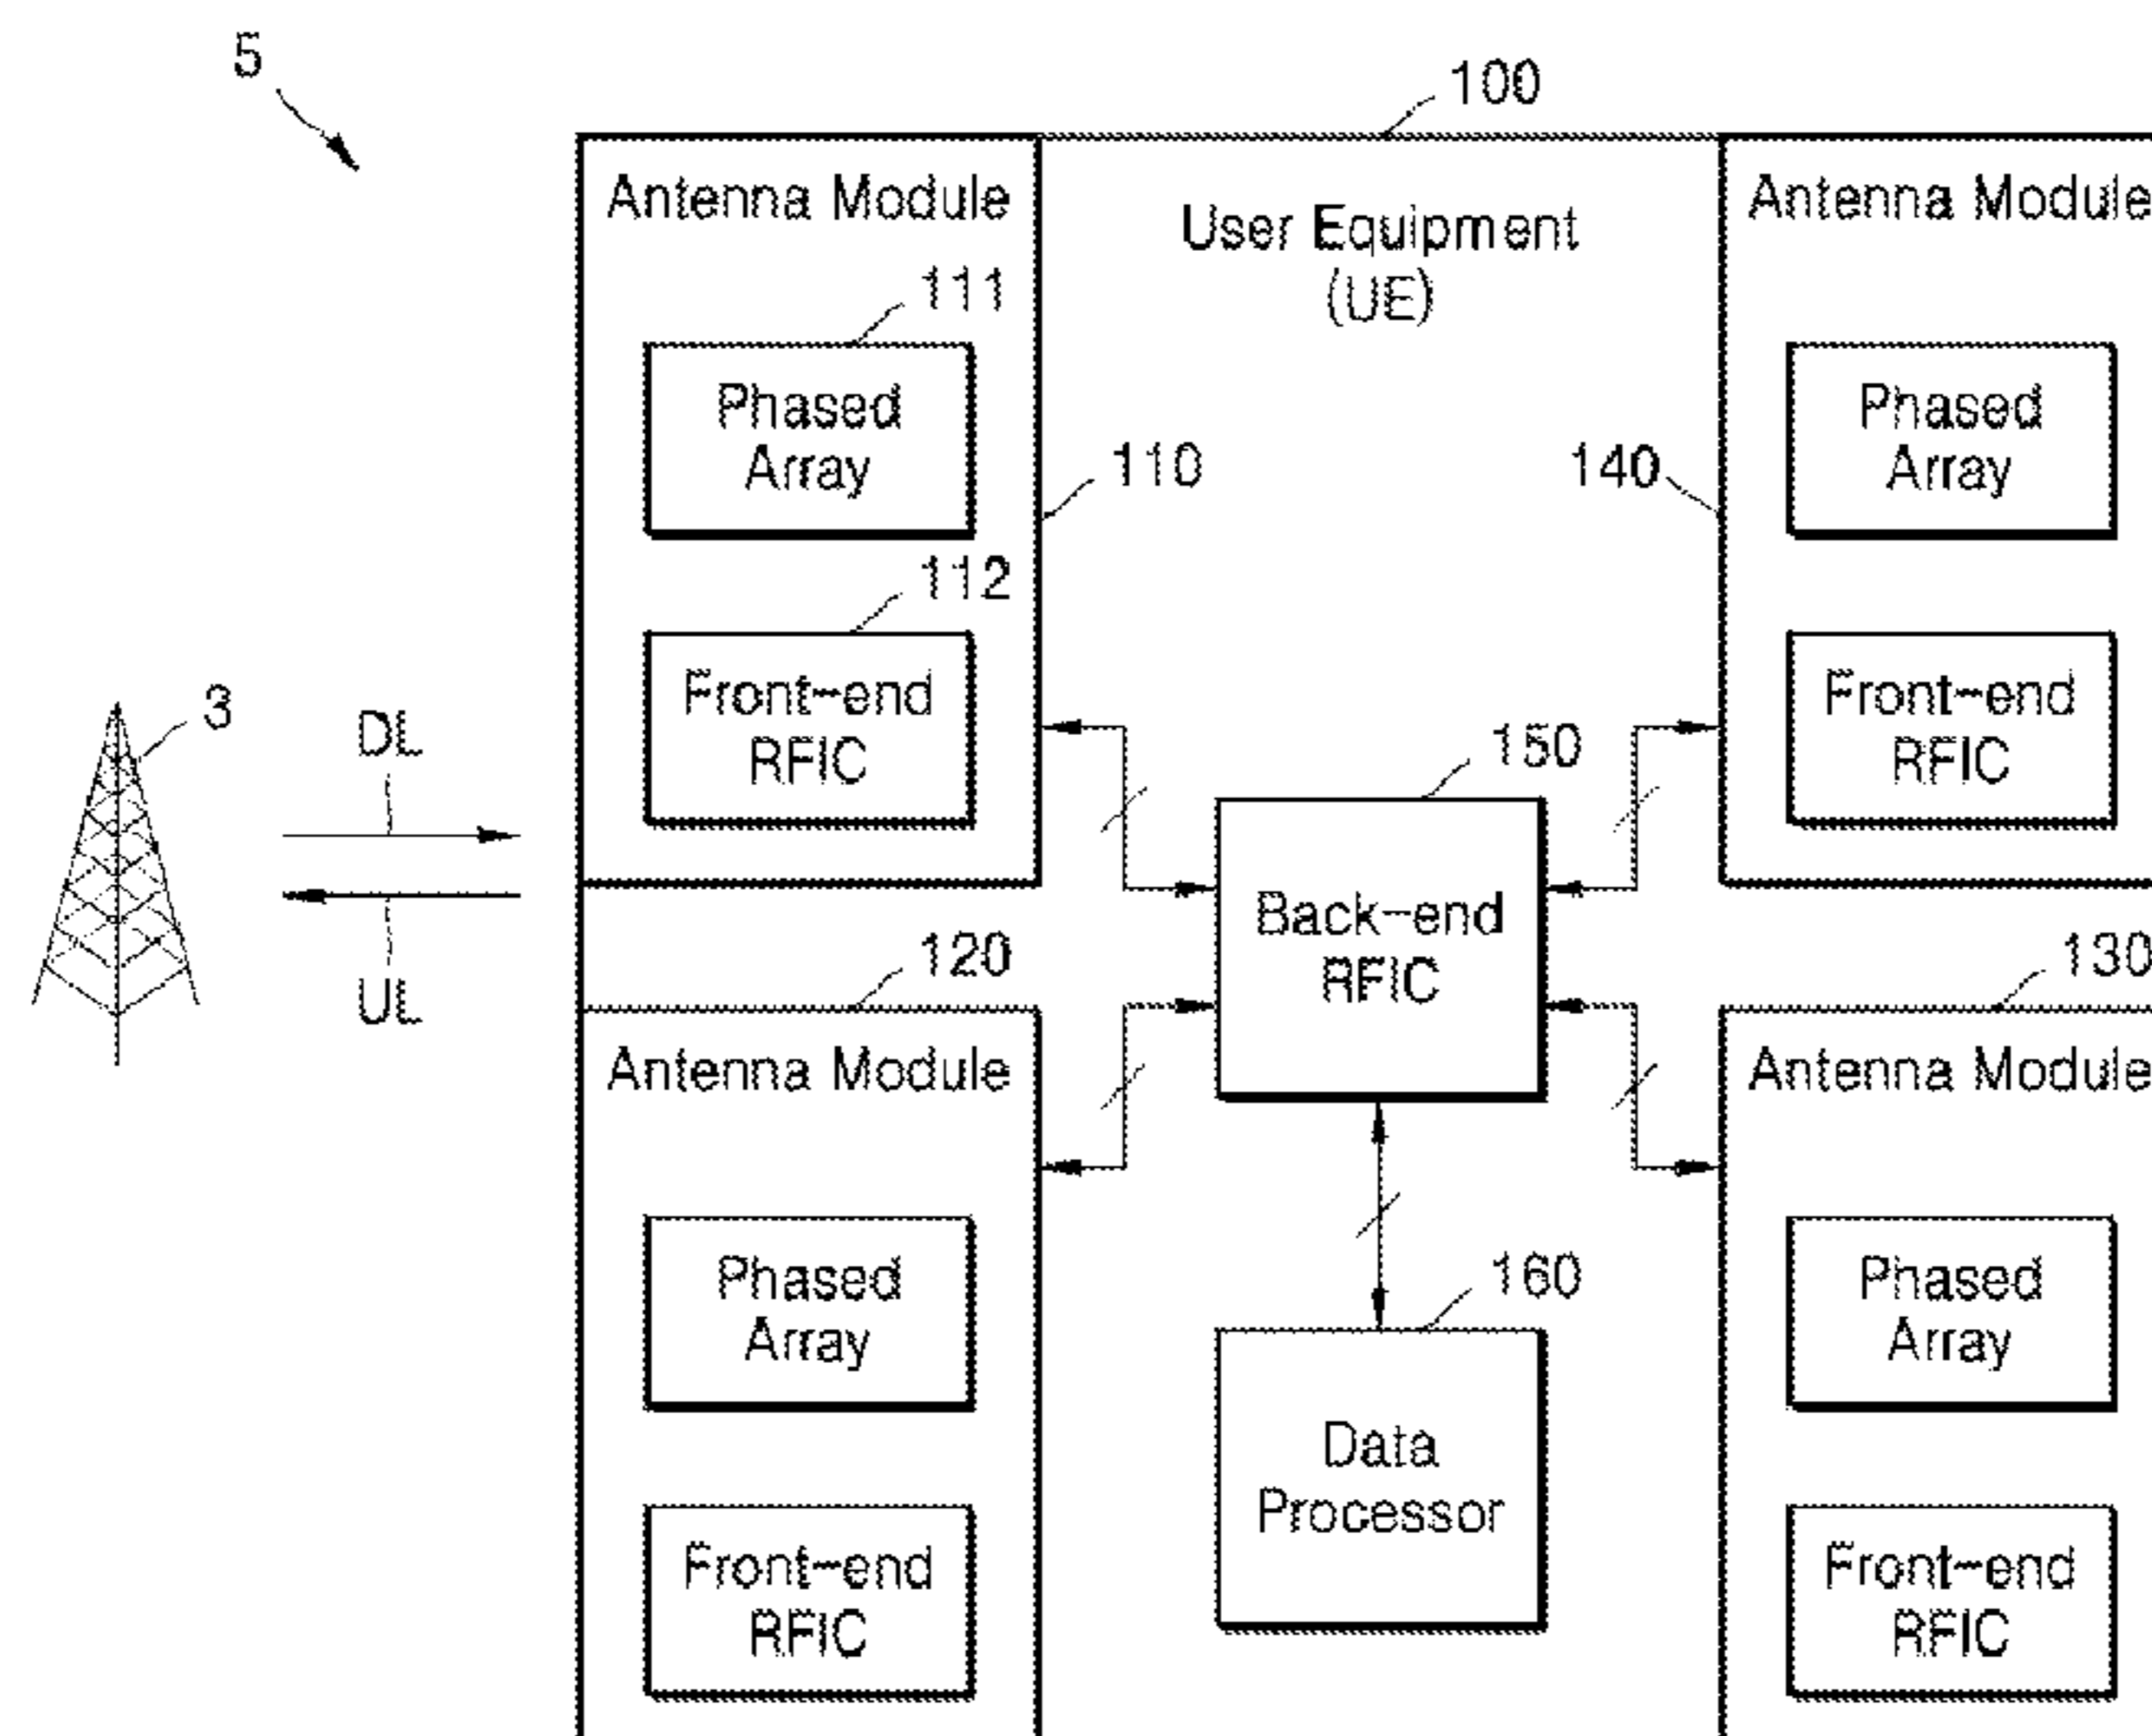 5
100
Antenna Module
User Equipment
(UE)
Antenna Module
111
Phased
Array
Phased
Array
110
140
112
Front-end
RFIC
Front-end
RFIC
3
DL
UL
150
Back-end
RFIC
120
130
Antenna Module
Antenna Module
Phased
Array
Phased
Array
160
Data
Processor
Front-end
RFIC
Front-end
RFIC